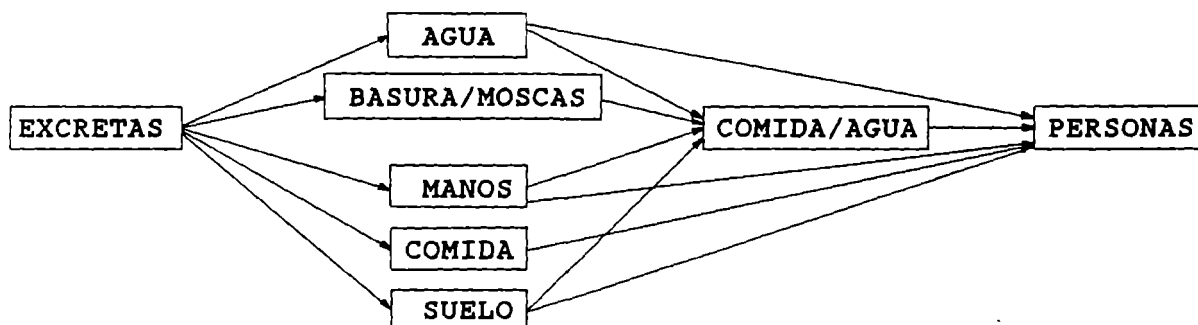 AGUA
BASURA/MOSCAS
EXCRETAS
COMIDA/AGUA
PERSONAS
MANOS
COMIDA
SUELO